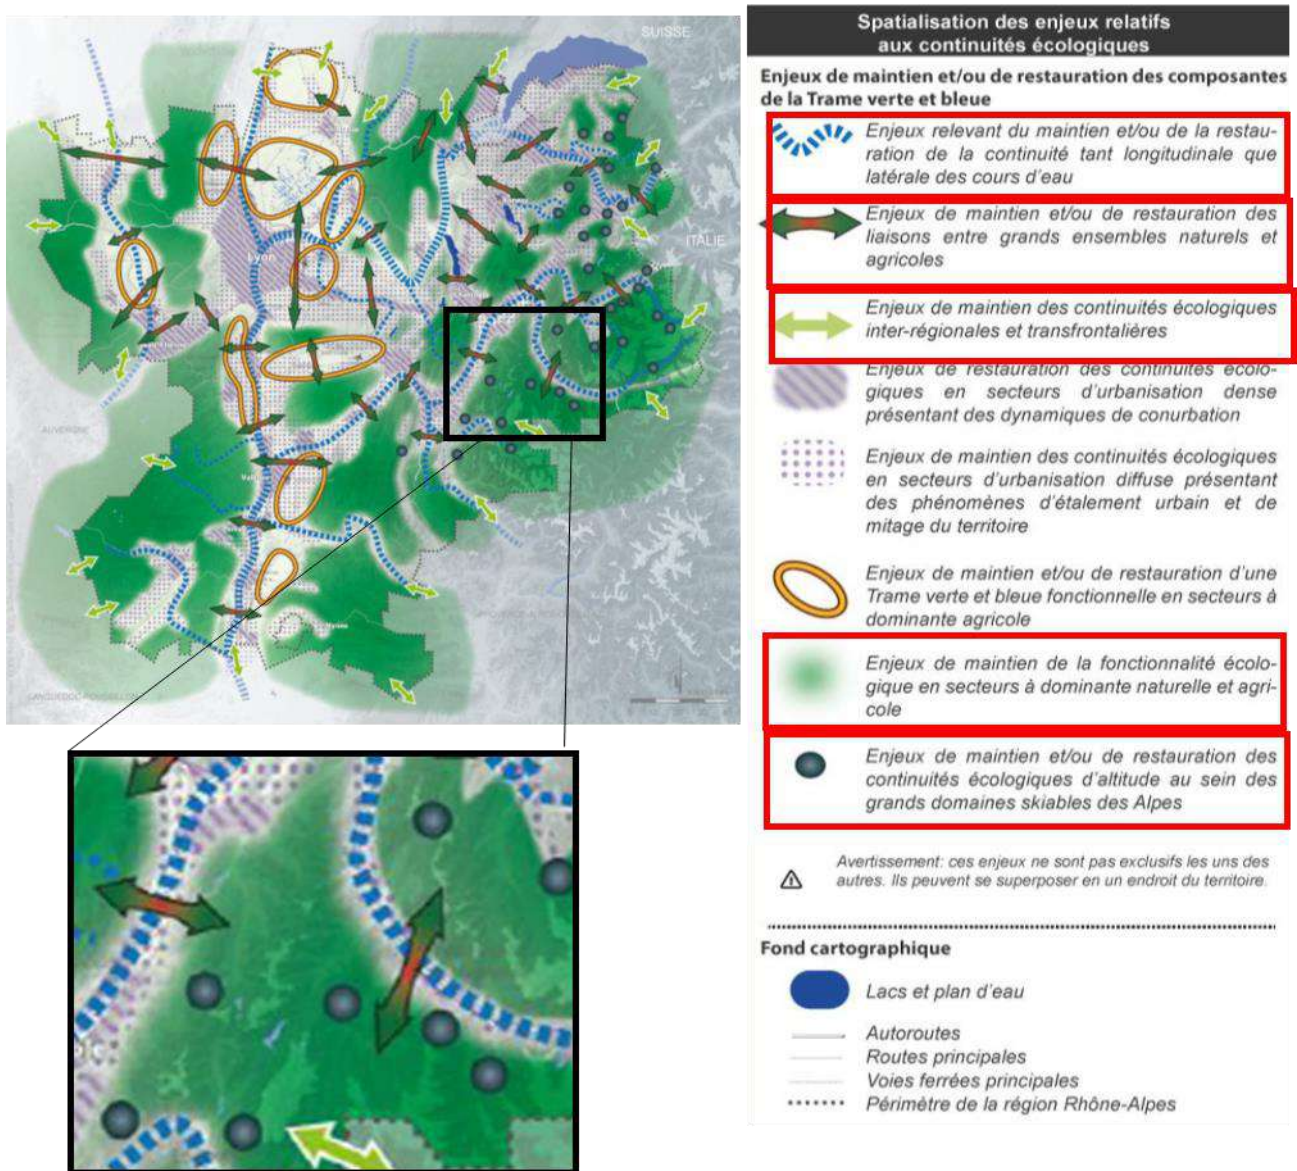 SUISSE
ITALIE
Lyon
AUVERGNE
Spatialisation des enjeux relatifs
aux continuités écologiques
Enjeux de maintien et/ou de restauration des composantes
de la Trame verte et bleue
Enjeux relevant du maintien et/ou de la restau-
ration de la continuité tant longitudinale que
latérale des cours d'eau
Enjeux de maintien et/ou de restauration des
liaisons entre grands ensembles naturels et
agricoles
Enjeux de maintien des continuités écologiques
inter-régionales et transfrontalières
Enjeux de restauration des continuités écolo-
giques en secteurs d'urbanisation dense
présentant des dynamiques de conurbation
Enjeux de maintien des continuités écologiques
en secteurs d'urbanisation diffuse présentant
des phénomènes d'étalement urbain et de
mitage du territoire
Enjeux de maintien et/ou de restauration d'une
Trame verte et bleue fonctionnelle en secteurs à
dominante agricole
Enjeux de maintien de la fonctionnalité écolo-
gique en secteurs à dominante naturelle et agri-
cole
Enjeux de maintien et/ou de restauration des
continuités écologiques d'altitude au sein des
grands domaines skiables des Alpes
Avertissement: ces enjeux ne sont pas exclusifs les uns des
autres. Ils peuvent se superposer en un endroit du territoire.
Fond cartographique
Lacs et plan d'eau
Autoroutes
Routes principales
Voies ferrées principales
Périmètre de la région Rhône-Alpes